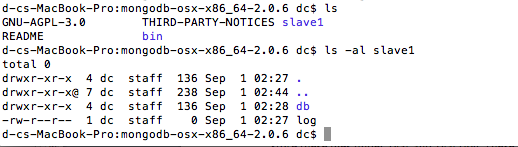 d-cs-MacBook-Pro:mongodb-osx-x86_64-2.0.6 dc$ ls
GNU-AGPL-3.0 THIRD-PARTY-NOTICES slave1
README bin
d-cs-MacBook-Pro:mongodb-osx-x86_64-2.0.6 dc$ ls -al slave1
total 0
drwxr-xr-x 4 dc staff 136 Sep 1 02:27 .
drwxr-xr-x@ 7 dc staff 238 Sep 1 02:44 ..
drwxr-xr-x 4 dc staff 136 Sep 1 02:28 db
-rw-r--r-- 1 dc staff 0 Sep 1 02:27 log
d-cs-MacBook-Pro:mongodb-osx-x86_64-2.0.6 dc$